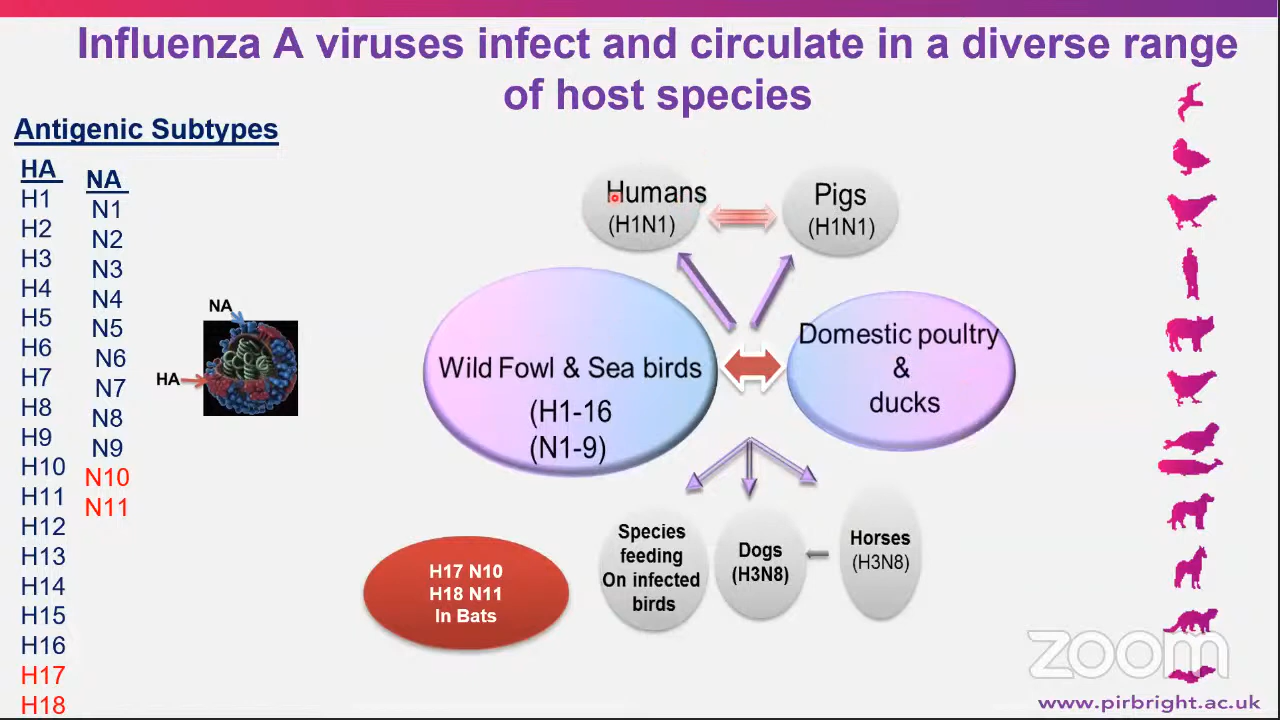 Influenza A viruses infect and circulate in a diverse range
of host species
Antigenic Subtypes
HA
H1
H2
H3
H4
H5
H6
H7
H8
H9
H10
H11
H12
H13
H14
H15
H16
H17
H18
NA
N1
N2
N3
N4
N5
N6
N7
N8
N9
N10
N11
NA
HA
Humans
(H1N1)
Pigs
(H1N1)
Wild Fowl & Sea birds
(H1-16
(N1-9)
Domestic poultry
&
ducks
H17 N10
H18 N11
In Bats
Species
feeding
On infected
birds
Dogs
(H3N8)
Horses
(H3N8)
zoom
www.pirbright.ac.uk